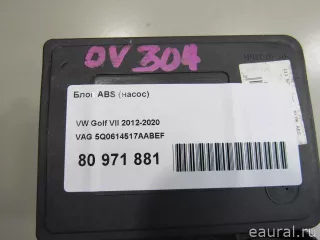 OV 304
Блок ABS (насос)
VW Golf VII 2012-2020
VAG 5Q0614517AABEF
80 971 881
eaural.ru